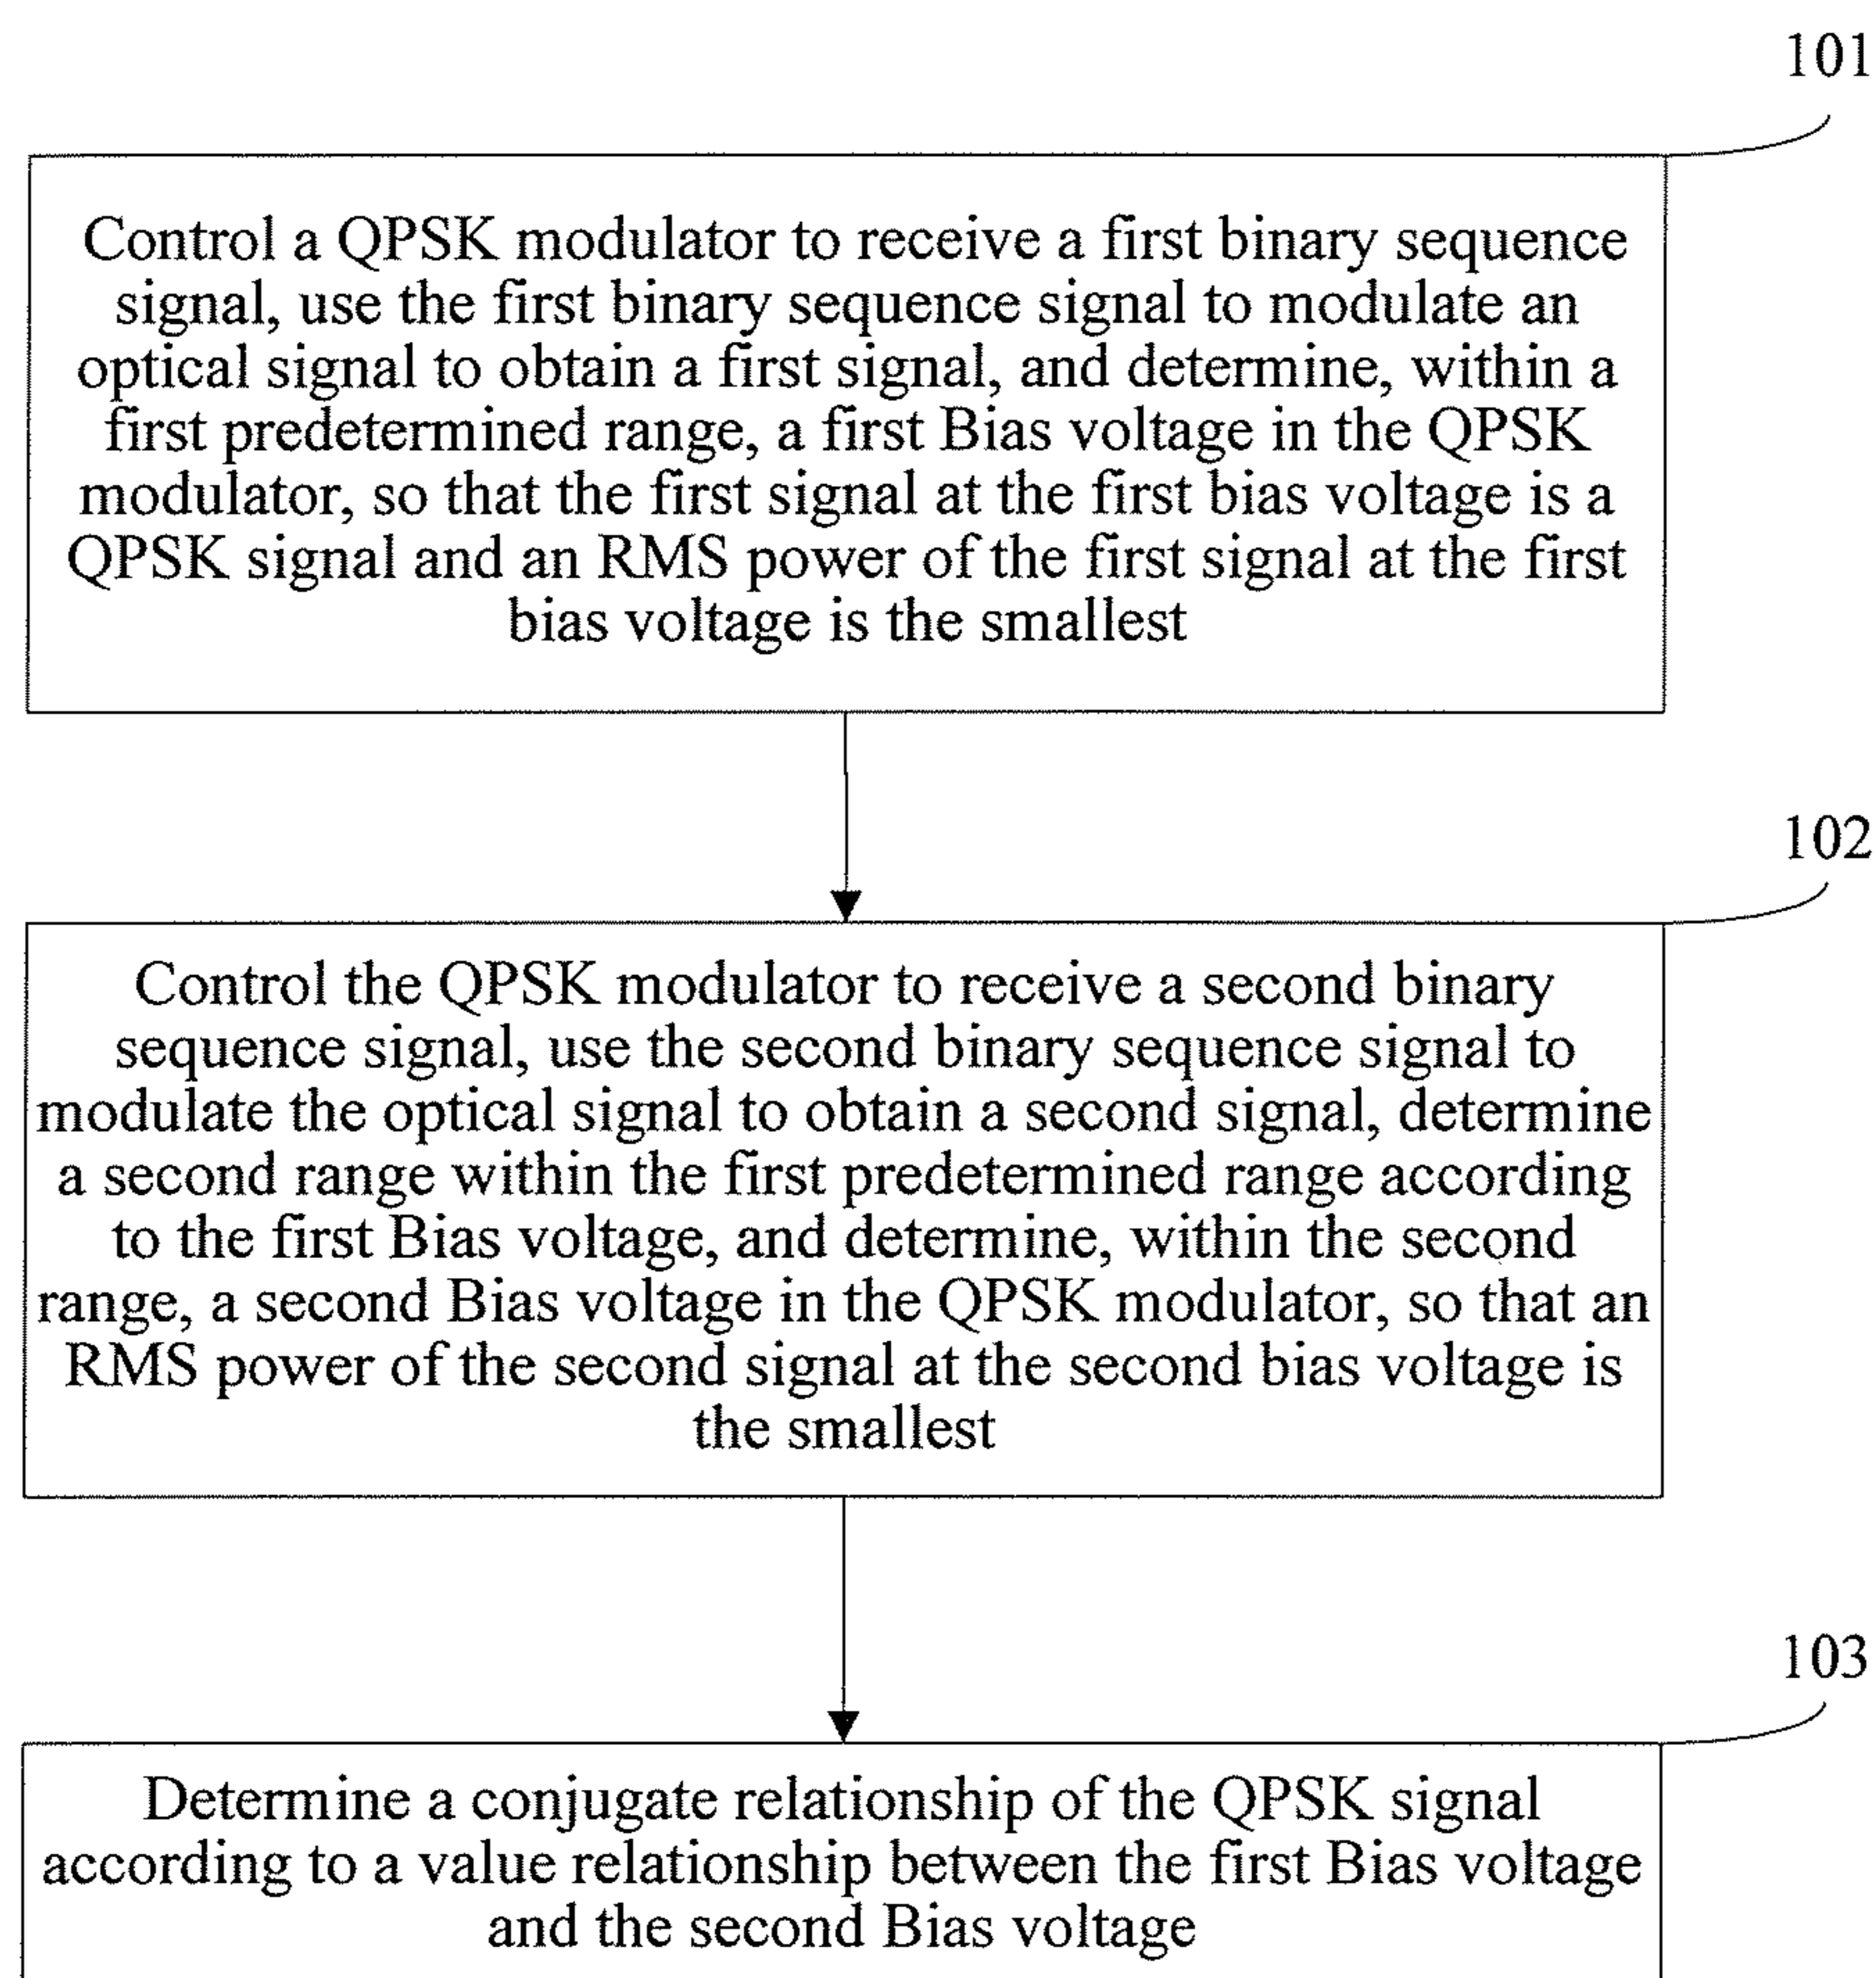 101
Control a QPSK modulator to receive a first binary sequence
signal, use the first binary sequence signal to modulate an
optical signal to obtain a first signal, and determine, within a
first predetermined range, a first Bias voltage in the QPSK
modulator, so that the first signal at the first bias voltage is a
QPSK signal and an RMS power of the first signal at the first
bias voltage is the smallest
102
Control the QPSK modulator to receive a second binary
sequence signal, use the second binary sequence signal to
modulate the optical signal to obtain a second signal, determine
a second range within the first predetermined range according
to the first Bias voltage, and determine, within the second
range, a second Bias voltage in the QPSK modulator, so that an
RMS power of the second signal at the second bias voltage is
the smallest
103
Determine a conjugate relationship of the QPSK signal
according to a value relationship between the first Bias voltage
and the second Bias voltage